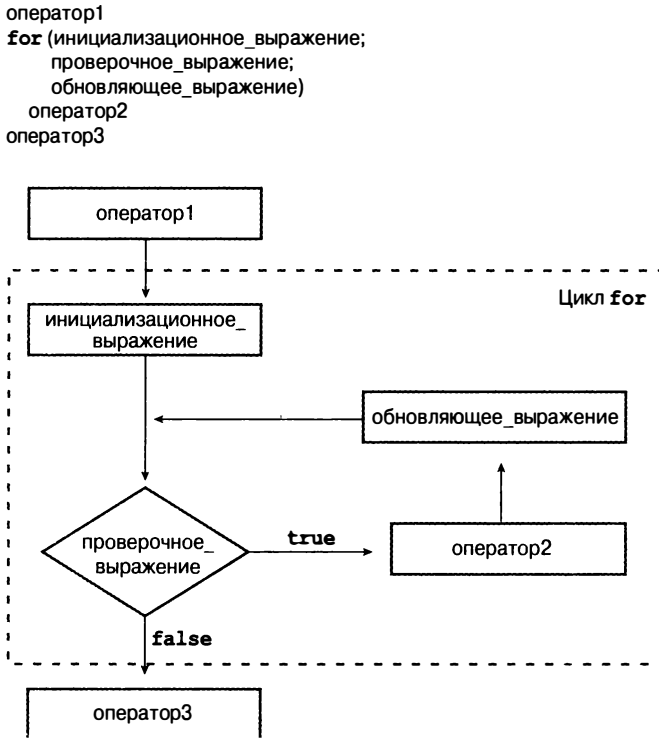 оператор1
for (инициализационное_выражение;
проверочное_выражение;
обновляющее_выражение)
оператор2
оператор3
оператор1
Цикл for
инициализационное_
выражение
обновляющее_выражение
проверочное_
выражение
true
оператор2
false
оператор3